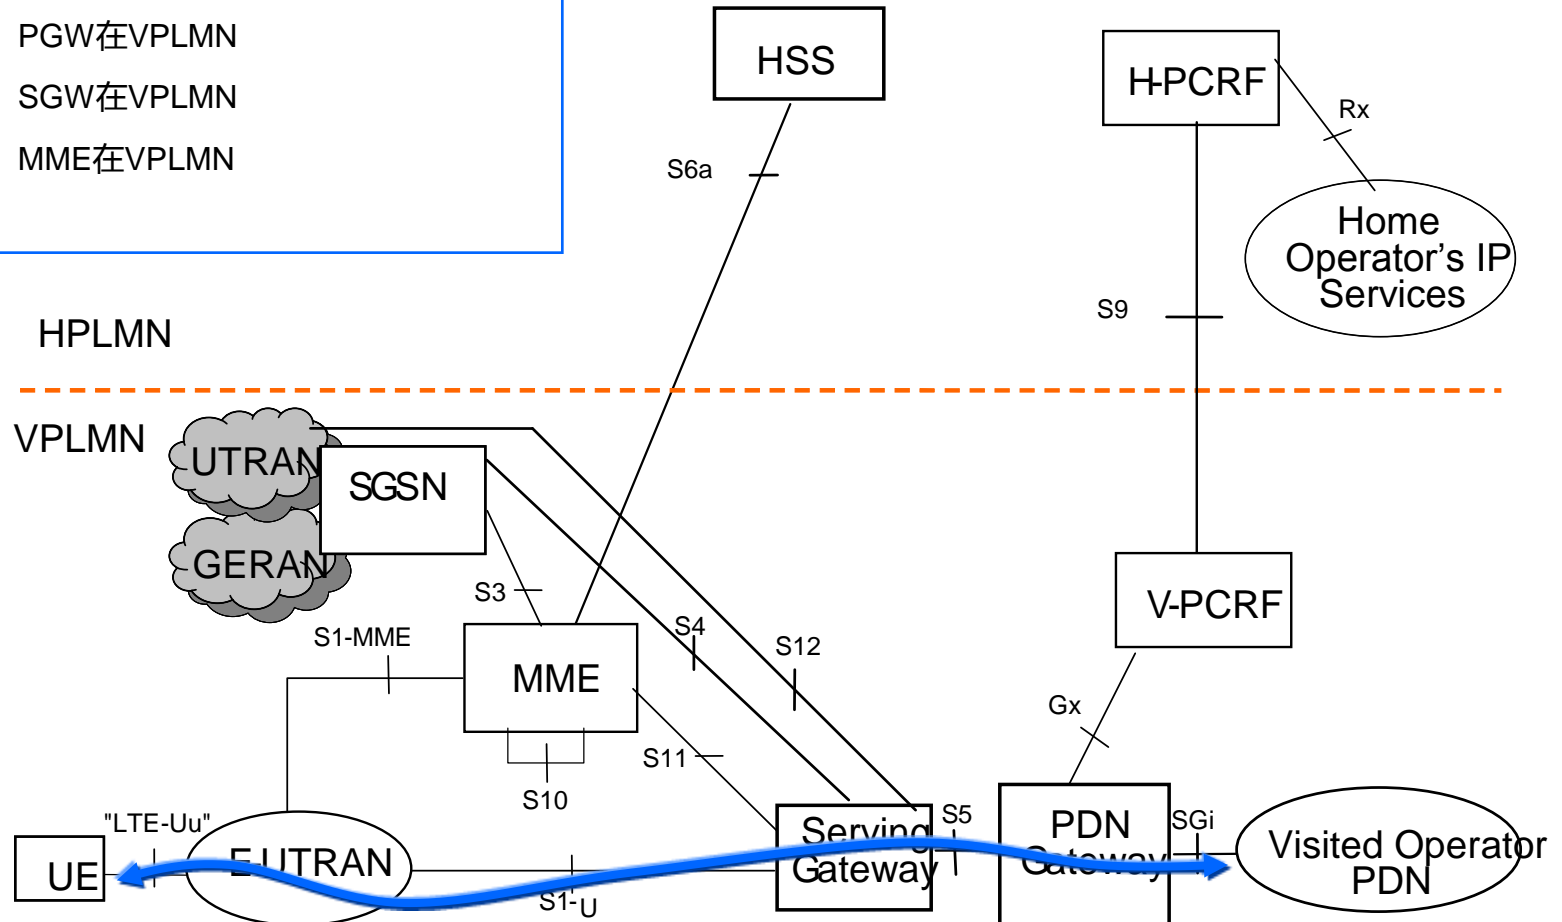 PGW在VPLMN
SGW在VPLMN
MME在VPLMN
HSS
H-PCRF
Rx
S6a
Home
Operator’s IP
Services
S9
HPLMN
VPLMN
UTRAN
SGSN
GERAN
S3
V-PCRF
S1-MME
S4
S12
MME
Gx
S11
S10
"LTE-Uu"
S5
SGi
Serving
Gateway
PDN
Gateway
Visited Operator
PDN
UE
E-UTRAN
S1-U